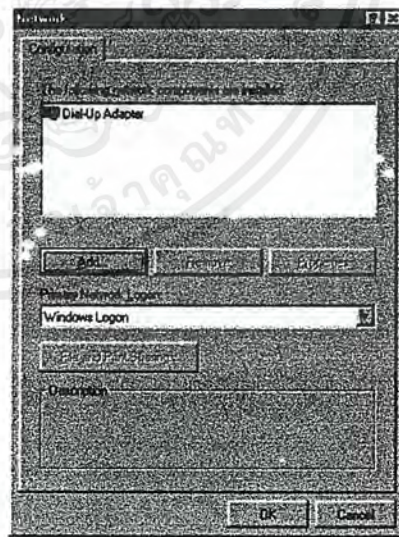 Network
Configuration
The following network components are installed:
Dial-Up Adapter
Add...
Remove
Properties
Primary Network Logon:
Windows Logon
File and Print Sharing...
Description
OK
Cancel